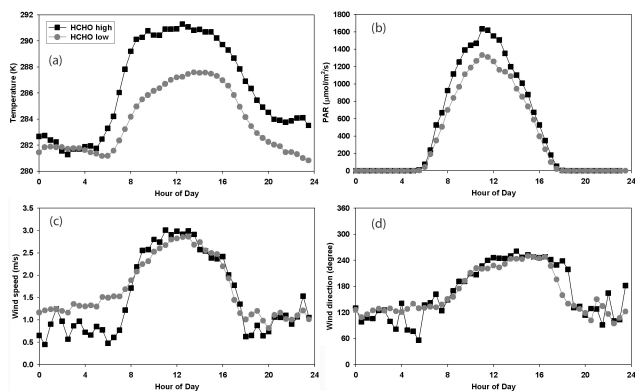 292
290
288
286
284
282
280
Temperature (K)
HCHO high
HCHO low
(a)
0 4 8 12 16 20 24
Hour of Day
1800
1600
1400
1200
1000
800
600
400
200
0
PAR (μmol/m²/s)
(b)
0 4 8 12 16 20 24
Hour of Day
3.5
3.0
2.5
2.0
1.5
1.0
0.5
0.0
Wind speed (m/s)
(c)
0 4 8 12 16 20 24
Hour of Day
360
300
240
180
120
60
0
Wind direction (degree)
(d)
0 4 8 12 16 20 24
Hour of Day